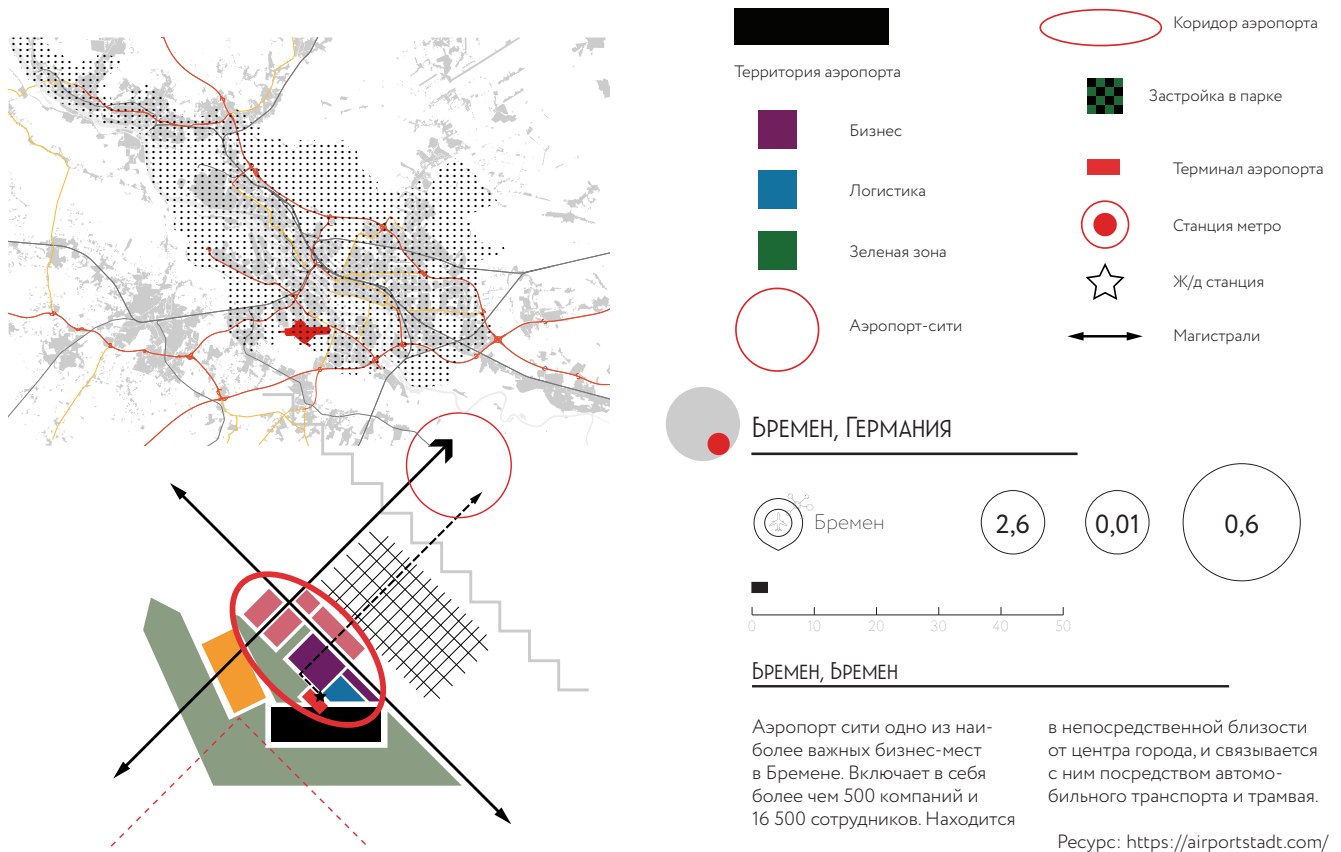 Территория аэропорта
Бизнес
Логистика
Зеленая зона
Аэропорт-сити
Коридор аэропорта
Застройка в парке
Терминал аэропорта
Станция метро
Ж/д станция
Магистрали
Бремен, Германия
Бремен
2,6
0,01
0,6
0 10 20 30 40 50
Бремен, Бремен
Аэропорт сити одно из наи-
более важных бизнес-мест
в Бремене. Включает в себя
более чем 500 компаний и
16 500 сотрудников. Находится
в непосредственной близости
от центра города, и связывается
с ним посредством автомо-
бильного транспорта и трамвая.
Ресурс: https://airportstadt.com/